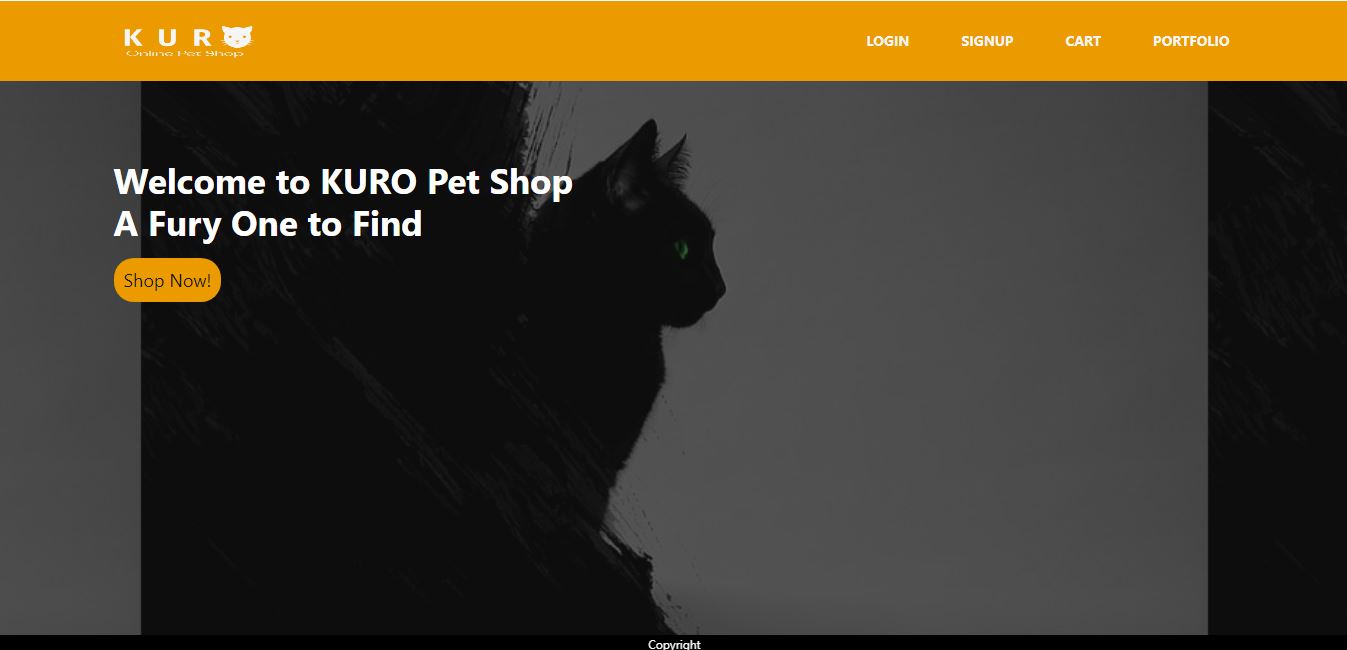 KUR
Online Pet Shop
LOGIN SIGNUP CART PORTFOLIO
Welcome to KURO Pet Shop
A Fury One to Find
Shop Now!
Copyright